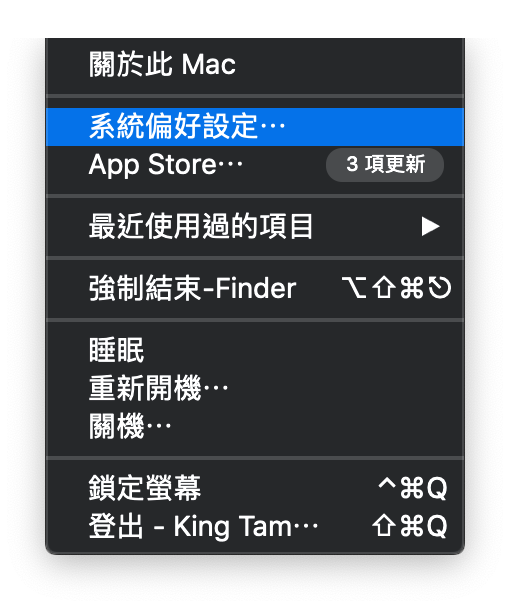 關於此 Mac
系統偏好設定⋯
App Store⋯ 3 項更新
最近使用過的項目 ▶
強制結束-Finder ⌥⇧⌘⎋
睡眠
重新開機⋯
關機⋯
鎖定螢幕 ^⌘Q
登出 - King Tam⋯ ⇧⌘Q